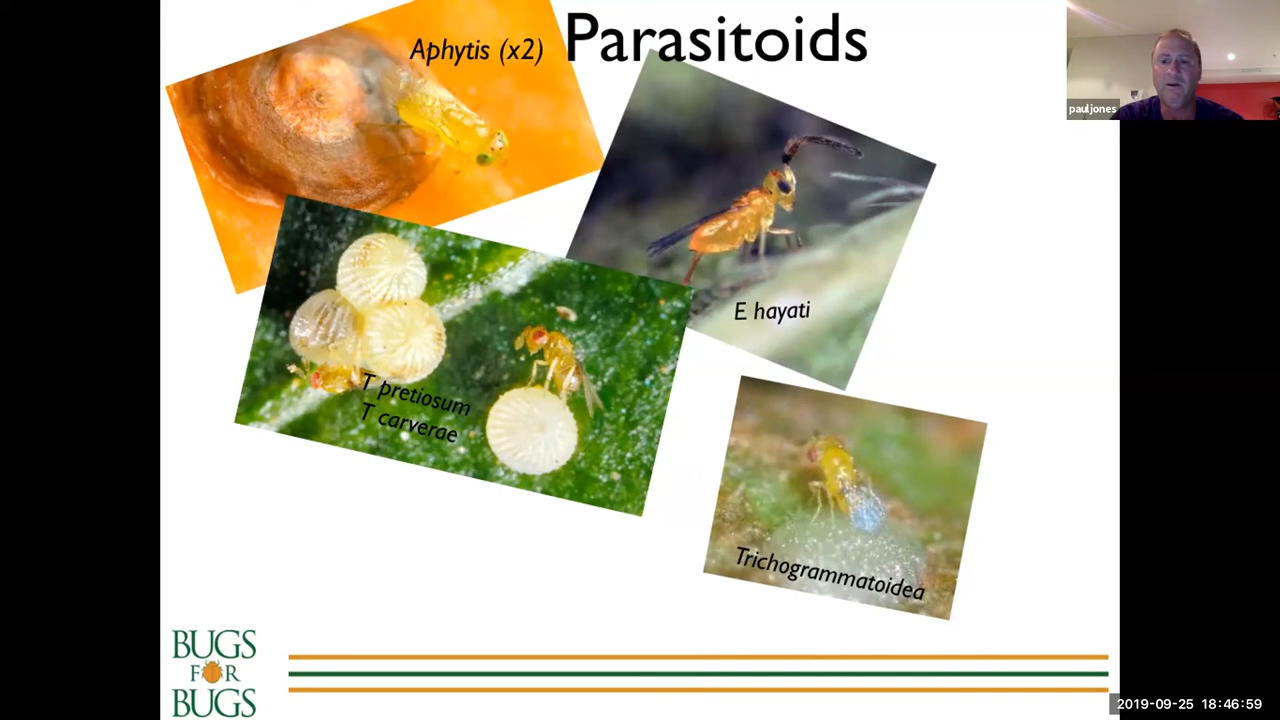 Parasitoids
Aphytis (x2)
pauljones
E hayati
T pretiosum
T carverae
Trichogrammatoidea
BUGS
FOR
BUGS
2019-09-25 18:46:59